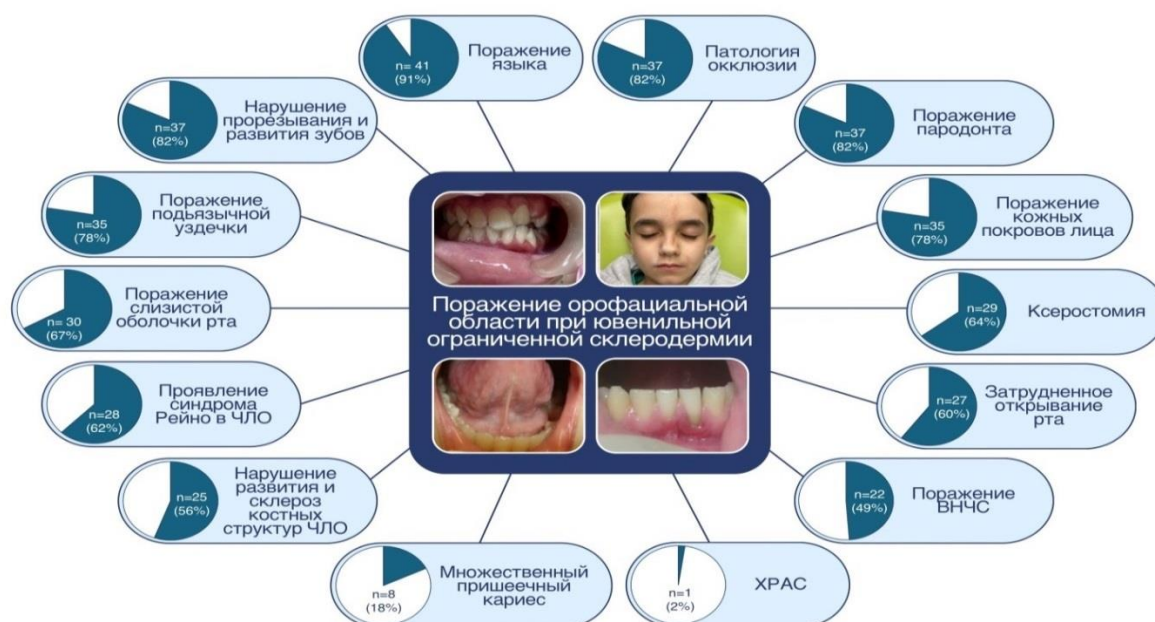 n= 41
(91%)
Поражение
языка
n=37
(82%)
Патология
окклюзии
n=37
(82%)
Нарушение
прорезывания и
развития зубов
n=37
(82%)
Поражение
пародонта
n=35
(78%)
Поражение
подьязычной
уздечки
n=35
(78%)
Поражение
кожных
покровов лица
n= 30
(67%)
Поражение
слизистой
оболочки рта
Поражение орофациальной
области при ювенильной
ограниченной склеродермии
n=29
(64%)
Ксеростомия
n=28
(62%)
Проявление
синдрома
Рейно в ЧЛО
n=27
(60%)
Затрудненное
открывание
рта
n=25
(56%)
Нарушение
развития и
склероз
костных
структур ЧЛО
n=22
(49%)
Поражение
ВНЧС
n=8
(18%)
Множественный
пришеечный
кариес
n=1
(2%)
ХРАС